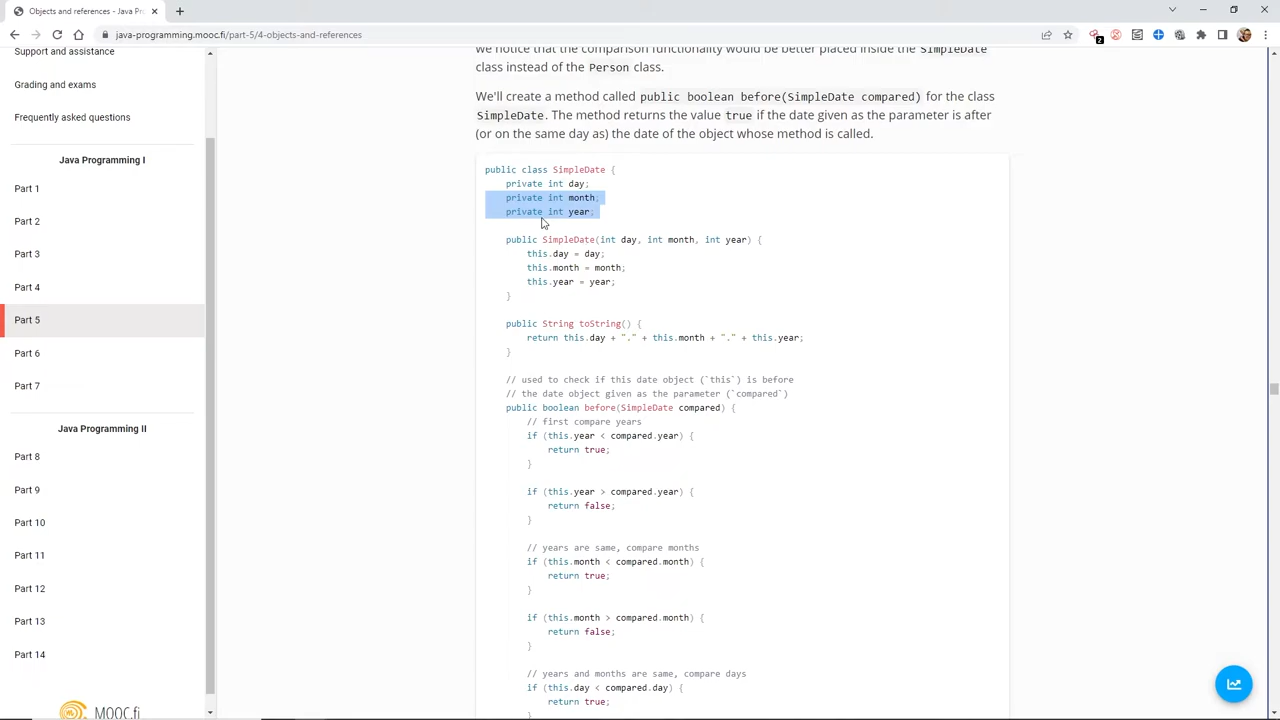 Objects and references - Java Pro
java-programming.mooc.fi/part-5/4-objects-and-references
2
Support and assistance
Grading and exams
Frequently asked questions
Java Programming I
Part 1
Part 2
Part 3
Part 4
Part 5
Part 6
Part 7
Java Programming II
Part 8
Part 9
Part 10
Part 11
Part 12
Part 13
Part 14
MOOC.fi
we notice that the comparison functionality would be better placed inside the SimpleDate
class instead of the Person class.
We'll create a method called public boolean before(SimpleDate compared) for the class
SimpleDate. The method returns the value true if the date given as the parameter is after
(or on the same day as) the date of the object whose method is called.
public class SimpleDate {
    private int day;
    private int month;
    private int year;
    public SimpleDate(int day, int month, int year) {
        this.day = day;
        this.month = month;
        this.year = year;
    }
    public String toString() {
        return this.day + "." + this.month + "." + this.year;
    }
    // used to check if this date object (`this`) is before
    // the date object given as the parameter (`compared`)
    public boolean before(SimpleDate compared) {
        // first compare years
        if (this.year < compared.year) {
            return true;
        }
        if (this.year > compared.year) {
            return false;
        }
        // years are same, compare months
        if (this.month < compared.month) {
            return true;
        }
        if (this.month > compared.month) {
            return false;
        }
        // years and months are same, compare days
        if (this.day < compared.day) {
            return true;
        }